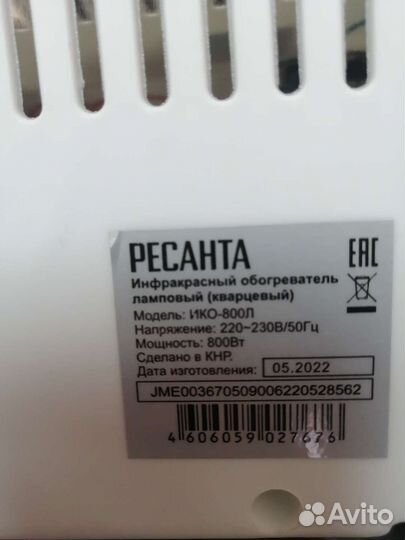 РЕСАНТА
EAC
Инфракрасный обогреватель
ламповый (кварцевый)
Модель: ИКО-800Л
Напряжение: 220~230В/50Гц
Мощность: 800Вт
Сделано в КНР.
Дата изготовления: 05.2022
JME003670509006220528562
4 606059 027676
Avito